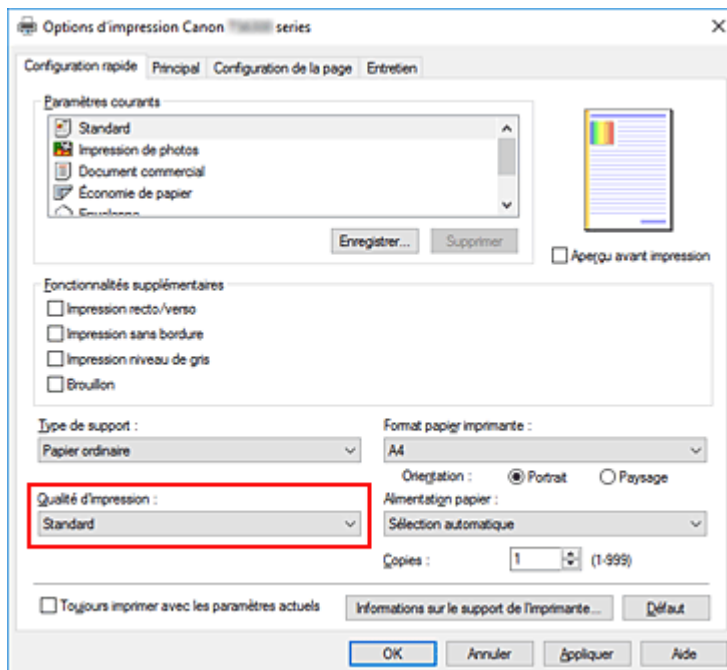 Options d'impression Canon series
Configuration rapide Principal Configuration de la page Entretien
Paramètres courants
Standard
Impression de photos
Document commercial
Économie de papier
Enregistrer... Supprimer
Aperçu avant impression
Fonctionnalités supplémentaires
Impression recto/verso
Impression sans bordure
Impression niveau de gris
Brouillon
Type de support :
Papier ordinaire
Format papier imprimante :
A4
Orientation : Portrait Paysage
Qualité d'impression :
Standard
Alimentation papier :
Sélection automatique
Copies : 1 (1-999)
Toujours imprimer avec les paramètres actuels
Informations sur le support de l'imprimante... Défaut
OK Annuler Appliquer Aide